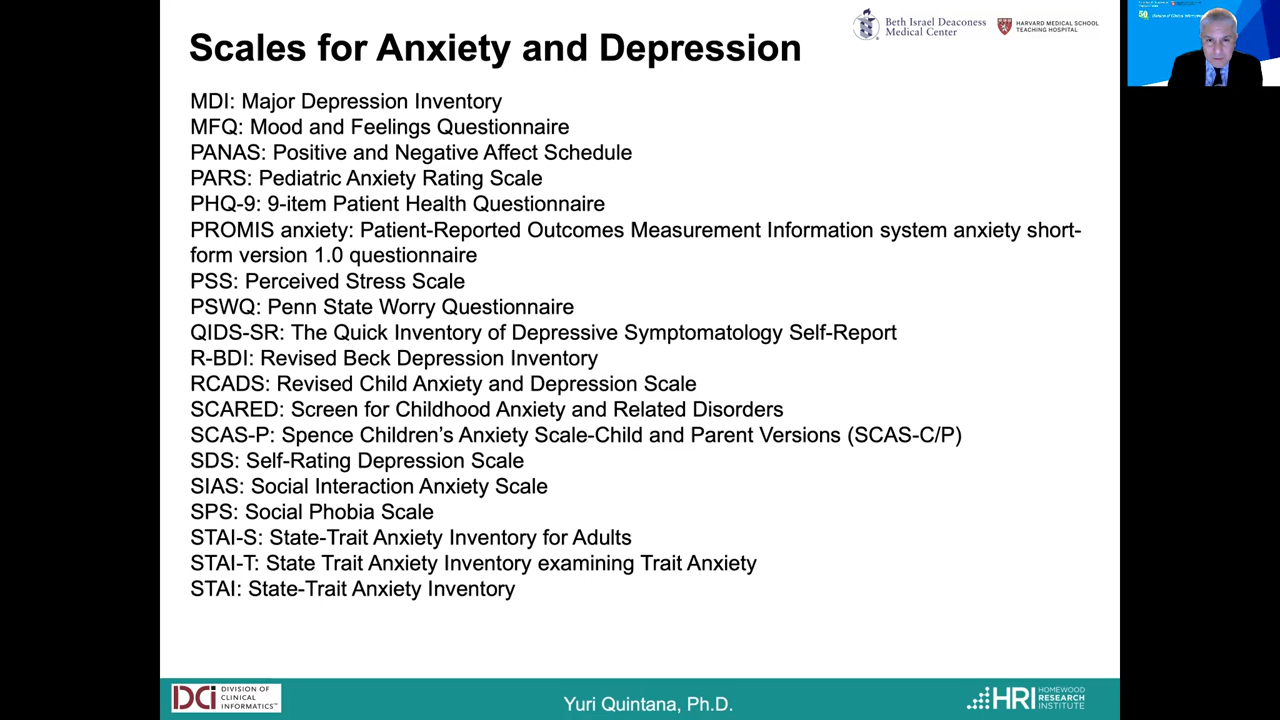 Scales for Anxiety and Depression
Beth Israel Deaconess
Medical Center
HARVARD MEDICAL SCHOOL
TEACHING HOSPITAL
MDI: Major Depression Inventory
MFQ: Mood and Feelings Questionnaire
PANAS: Positive and Negative Affect Schedule
PARS: Pediatric Anxiety Rating Scale
PHQ-9: 9-item Patient Health Questionnaire
PROMIS anxiety: Patient-Reported Outcomes Measurement Information system anxiety short-
form version 1.0 questionnaire
PSS: Perceived Stress Scale
PSWQ: Penn State Worry Questionnaire
QIDS-SR: The Quick Inventory of Depressive Symptomatology Self-Report
R-BDI: Revised Beck Depression Inventory
RCADS: Revised Child Anxiety and Depression Scale
SCARED: Screen for Childhood Anxiety and Related Disorders
SCAS-P: Spence Children’s Anxiety Scale-Child and Parent Versions (SCAS-C/P)
SDS: Self-Rating Depression Scale
SIAS: Social Interaction Anxiety Scale
SPS: Social Phobia Scale
STAI-S: State-Trait Anxiety Inventory for Adults
STAI-T: State Trait Anxiety Inventory examining Trait Anxiety
STAI: State-Trait Anxiety Inventory
DCI DIVISION OF
CLINICAL
INFORMATICS™
Yuri Quintana, Ph.D.
HRI HOMEWOOD
RESEARCH
INSTITUTE